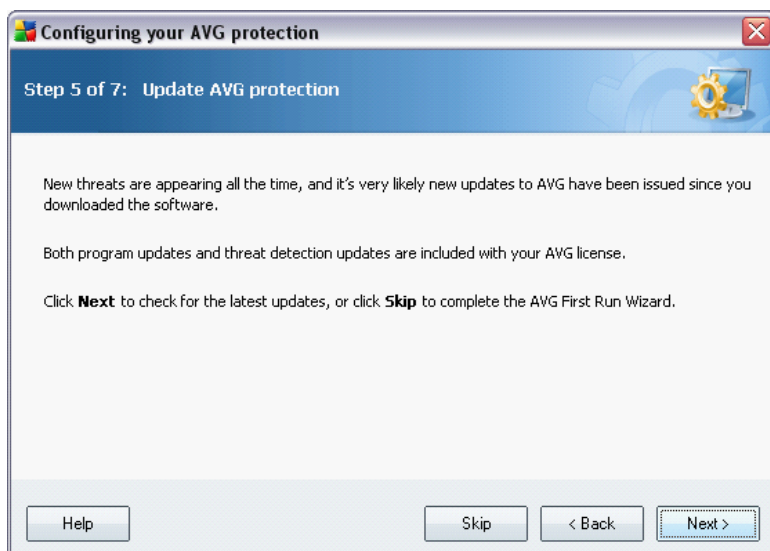 Configuring your AVG protection
Step 5 of 7: Update AVG protection
New threats are appearing all the time, and it's very likely new updates to AVG have been issued since you
downloaded the software.
Both program updates and threat detection updates are included with your AVG license.
Click Next to check for the latest updates, or click Skip to complete the AVG First Run Wizard.
Help
Skip
< Back
Next >